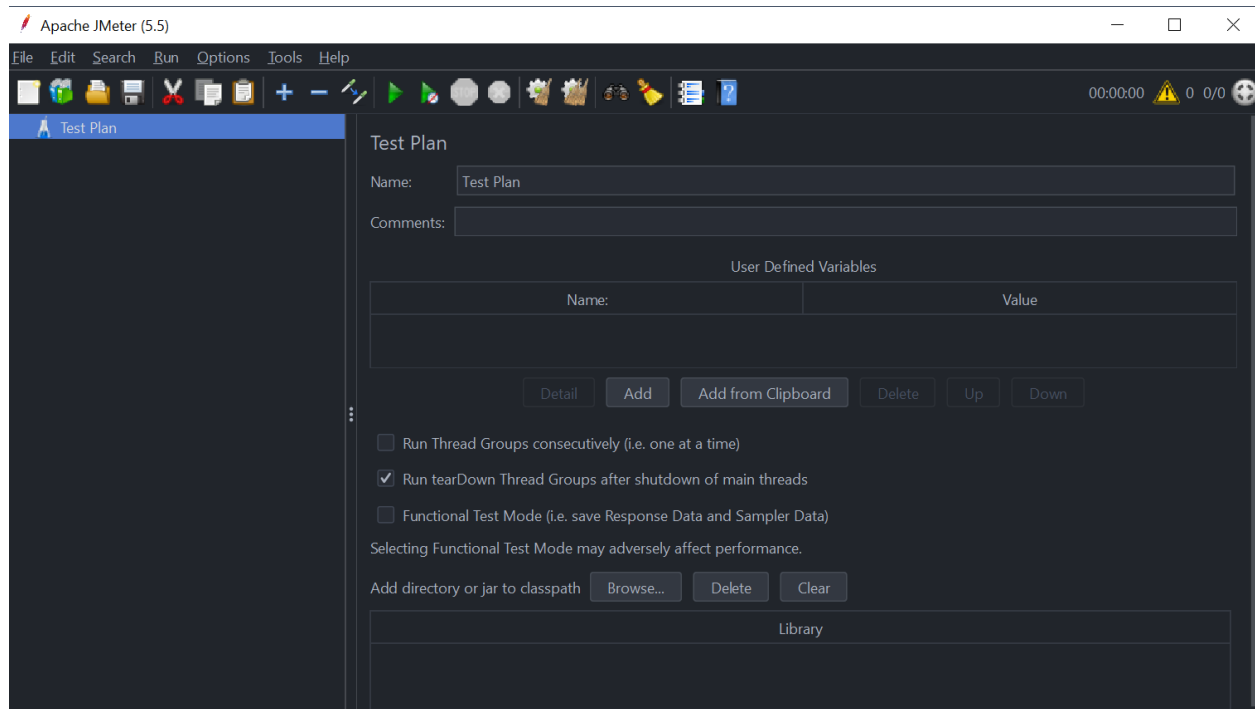 Apache JMeter (5.5)
File Edit Search Run Options Tools Help
STOP 00:00:00 0 0/0
Test Plan
Test Plan
Name: Test Plan
Comments:
User Defined Variables
Name: Value
Detail Add Add from Clipboard Delete Up Down
Run Thread Groups consecutively (i.e. one at a time)
Run tearDown Thread Groups after shutdown of main threads
Functional Test Mode (i.e. save Response Data and Sampler Data)
Selecting Functional Test Mode may adversely affect performance.
Add directory or jar to classpath Browse... Delete Clear
Library